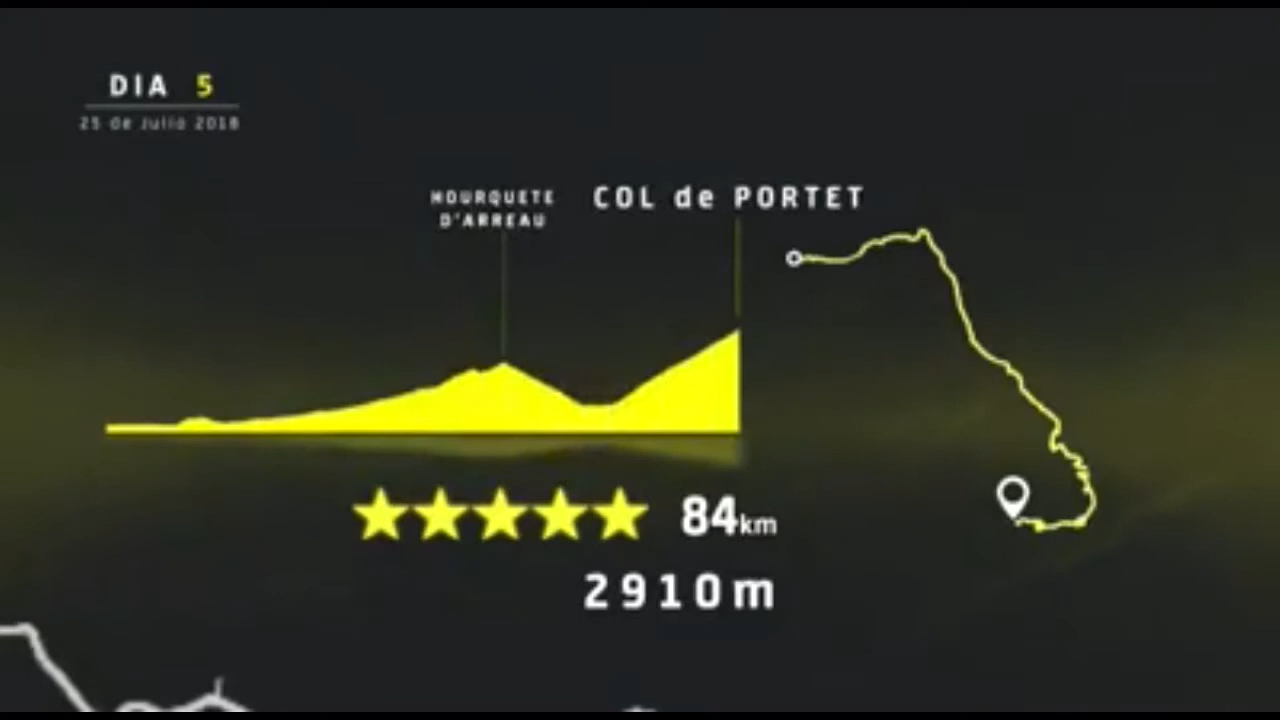 DIA 5
25 de Julio 2018
HOURQUETE
D'ARREAU
COL de PORTET
84km
2910m